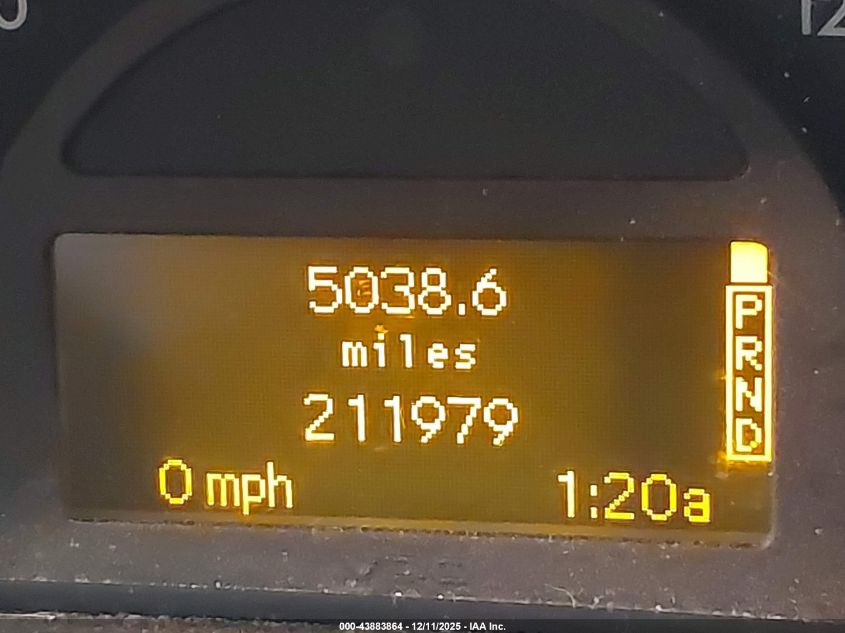 5038.6
miles
211979
0 mph 1:20a
P
R
N
D
000-43883864 - 12/11/2025 - IAA Inc.